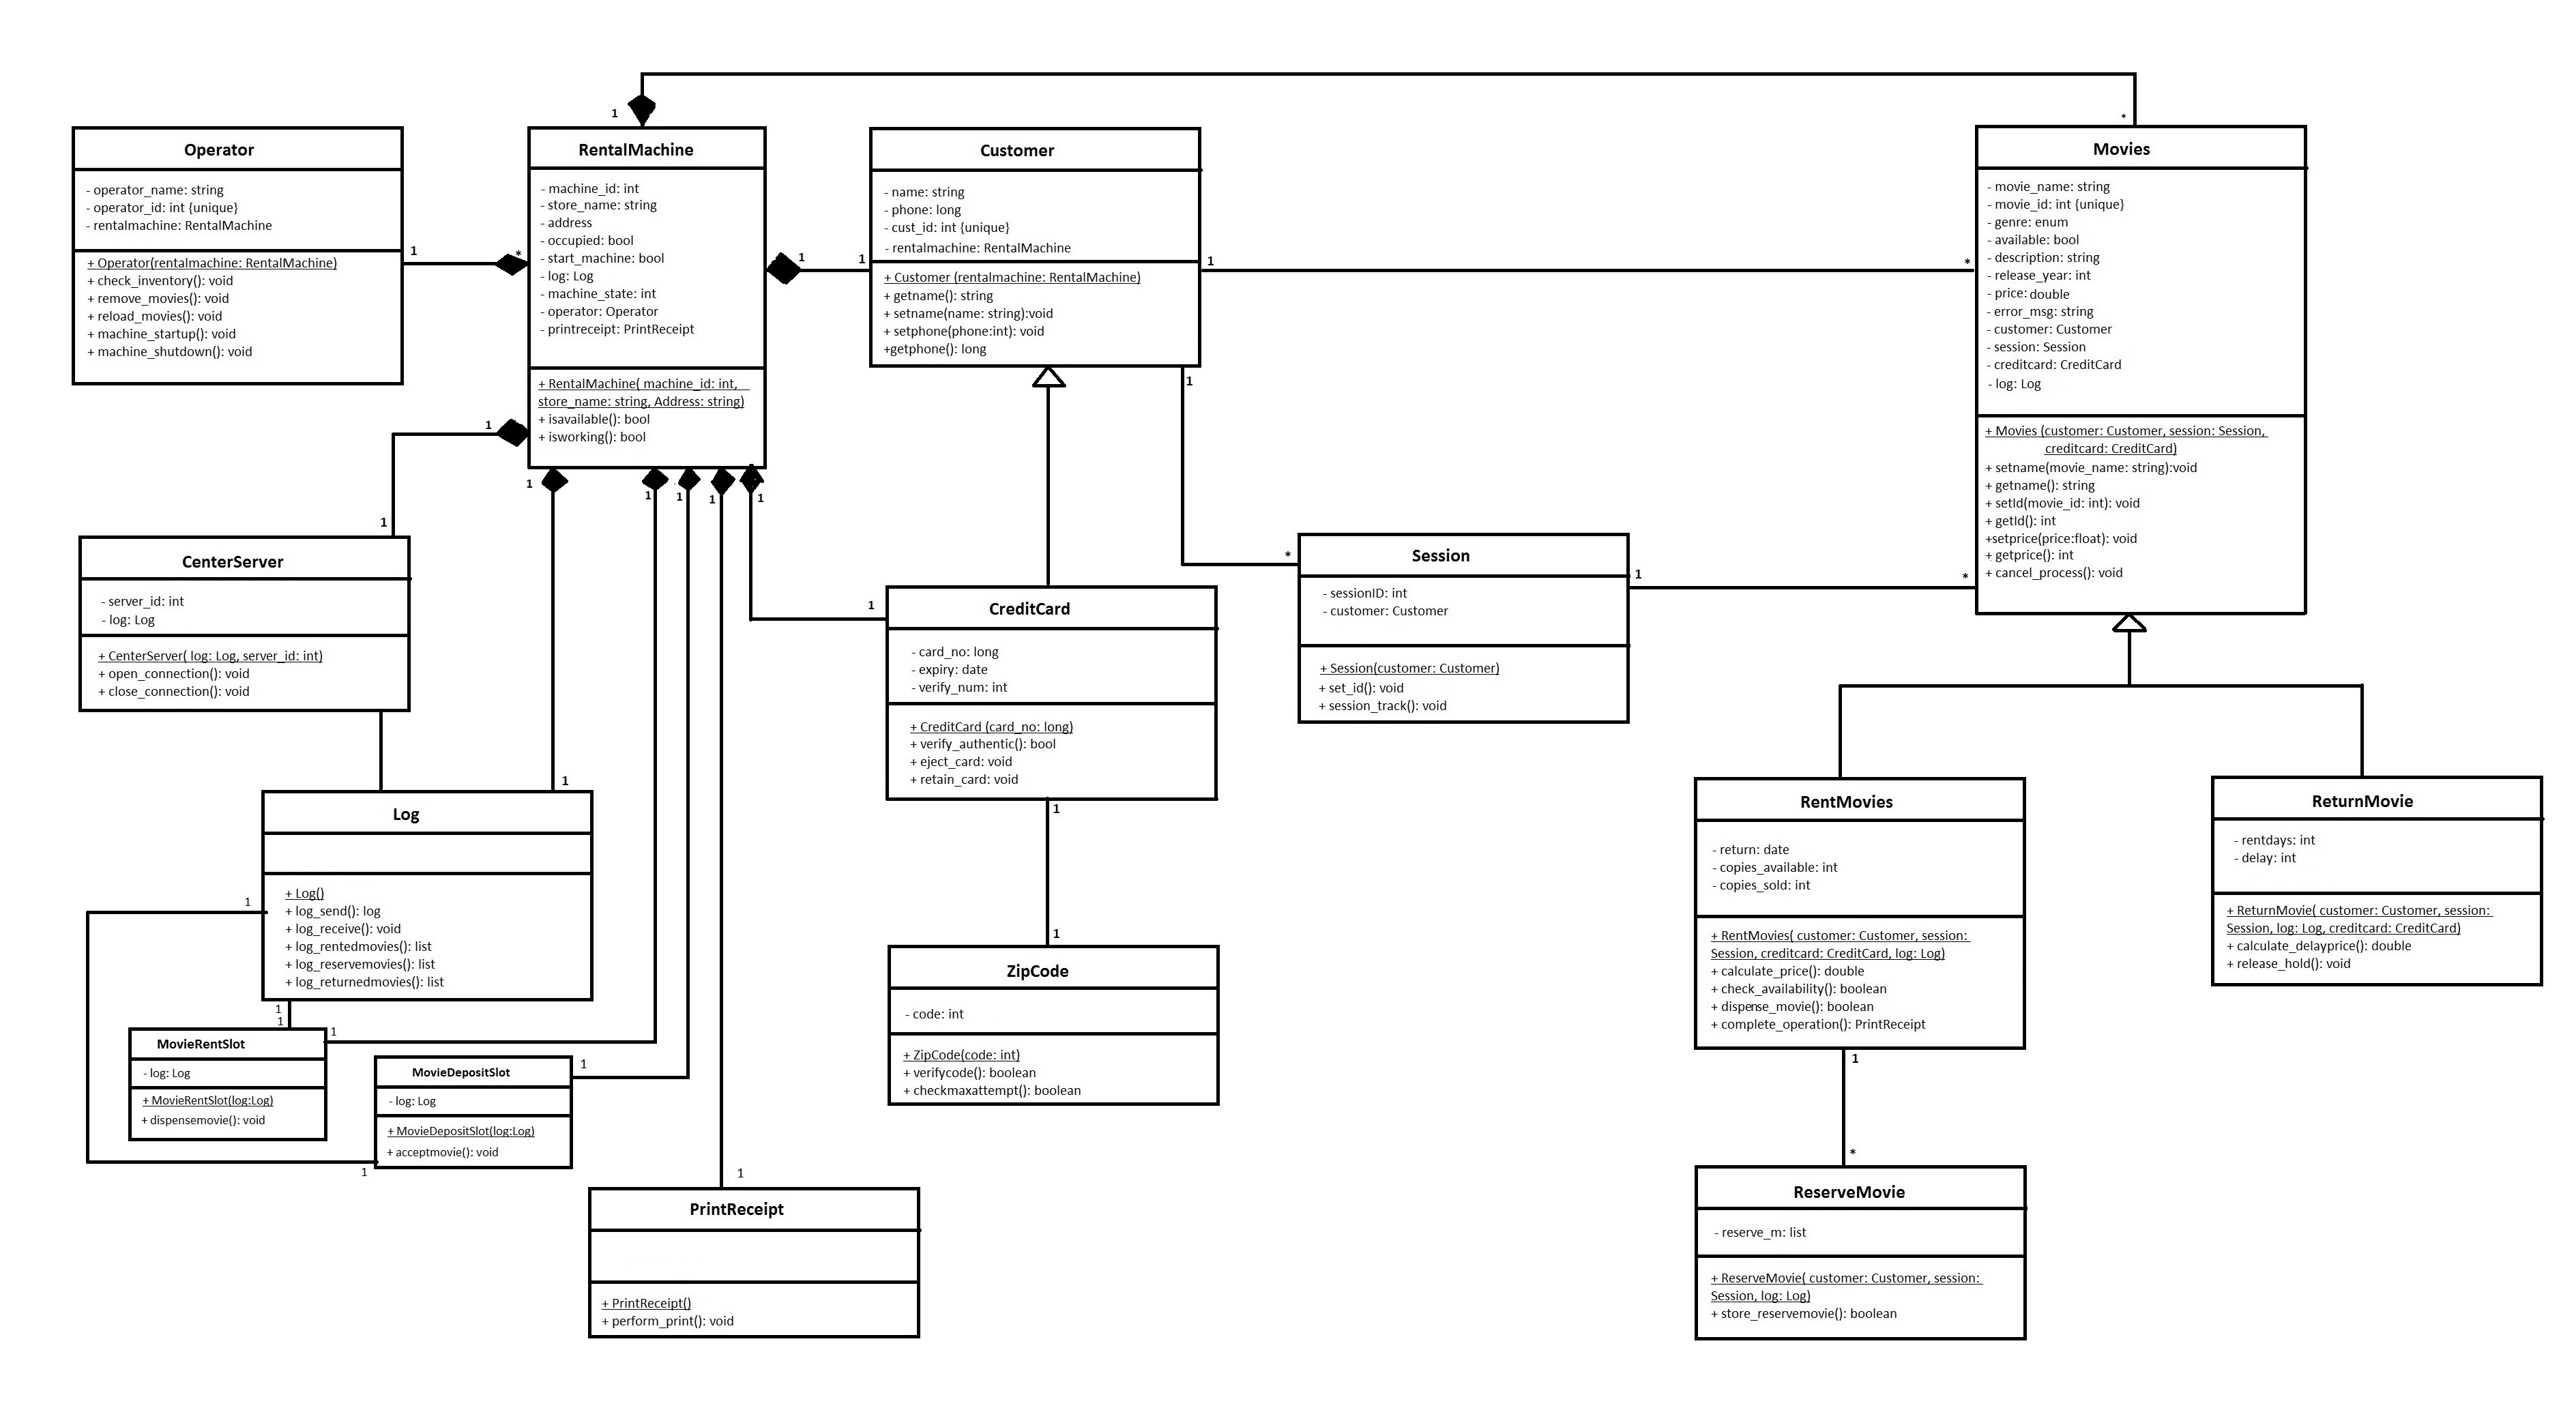 1
*
Operator
- operator_name: string
- operator_id: int {unique}
- rentalmachine: RentalMachine
+ Operator(rentalmachine: RentalMachine)
+ check_inventory(): void
+ remove_movies(): void
+ reload_movies(): void
+ machine_startup(): void
+ machine_shutdown(): void
1
*
RentalMachine
- machine_id: int
- store_name: string
- address
- occupied: bool
- start_machine: bool
- log: Log
- machine_state: int
- operator: Operator
- printreceipt: PrintReceipt
+ RentalMachine( machine_id: int,
store_name: string, Address: string)
+ isavailable(): bool
+ isworking(): bool
1
1
Customer
- name: string
- phone: long
- cust_id: int {unique}
- rentalmachine: RentalMachine
+ Customer (rentalmachine: RentalMachine)
+ getname(): string
+ setname(name: string):void
+ setphone(phone:int): void
+getphone(): long
1
*
1
*
Movies
- movie_name: string
- movie_id: int {unique}
- genre: enum
- available: bool
- description: string
- release_year: int
- price: double
- error_msg: string
- customer: Customer
- session: Session
- creditcard: CreditCard
- log: Log
+ Movies (customer: Customer, session: Session,
creditcard: CreditCard)
+ setname(movie_name: string):void
+ getname(): string
+ setId(movie_id: int): void
+ getId(): int
+setprice(price:float): void
+ getprice(): int
+ cancel_process(): void
1
1
1
1
1
1
1
CenterServer
- server_id: int
- log: Log
+ CenterServer( log: Log, server_id: int)
+ open_connection(): void
+ close_connection(): void
1
CreditCard
- card_no: long
- expiry: date
- verify_num: int
+ CreditCard (card_no: long)
+ verify_authentic(): bool
+ eject_card: void
+ retain_card: void
Session
- sessionID: int
- customer: Customer
+ Session(customer: Customer)
+ set_id(): void
+ session_track(): void
1
*
1
Log
+ Log()
+ log_send(): log
+ log_receive(): void
+ log_rentedmovies(): list
+ log_reservemovies(): list
+ log_returnedmovies(): list
1
1
1
1
1
ZipCode
- code: int
+ ZipCode(code: int)
+ verifycode(): boolean
+ checkmaxattempt(): boolean
RentMovies
- return: date
- copies_available: int
- copies_sold: int
+ RentMovies( customer: Customer, session:
Session, creditcard: CreditCard, log: Log)
+ calculate_price(): double
+ check_availability(): boolean
+ dispense_movie(): boolean
+ complete_operation(): PrintReceipt
ReturnMovie
- rentdays: int
- delay: int
+ ReturnMovie( customer: Customer, session:
Session, log: Log, creditcard: CreditCard)
+ calculate_delayprice(): double
+ release_hold(): void
MovieRentSlot
- log: Log
+ MovieRentSlot(log:Log)
+ dispensemovie(): void
1
MovieDepositSlot
- log: Log
+ MovieDepositSlot(log:Log)
+ acceptmovie(): void
1
1
1
PrintReceipt
+ PrintReceipt()
+ perform_print(): void
1
*
ReserveMovie
- reserve_m: list
+ ReserveMovie( customer: Customer, session:
Session, log: Log)
+ store_reservemovie(): boolean